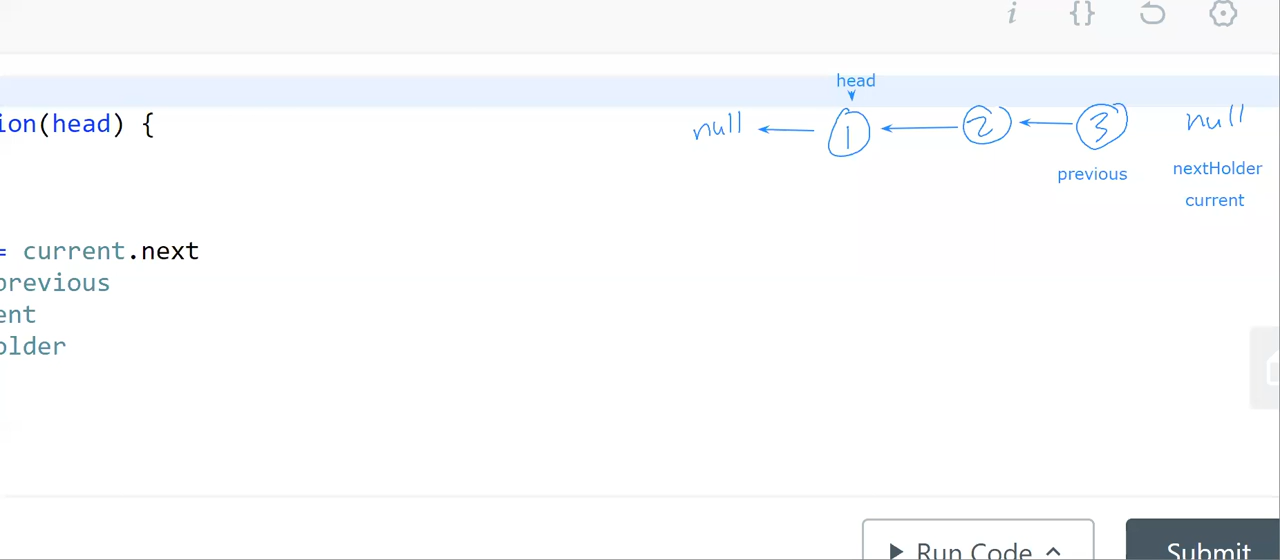 i {}
head
ion(head) {
null 1 2 3 null
previous nextHolder
current
= current.next
previous
ent
older
Run Code
Submit